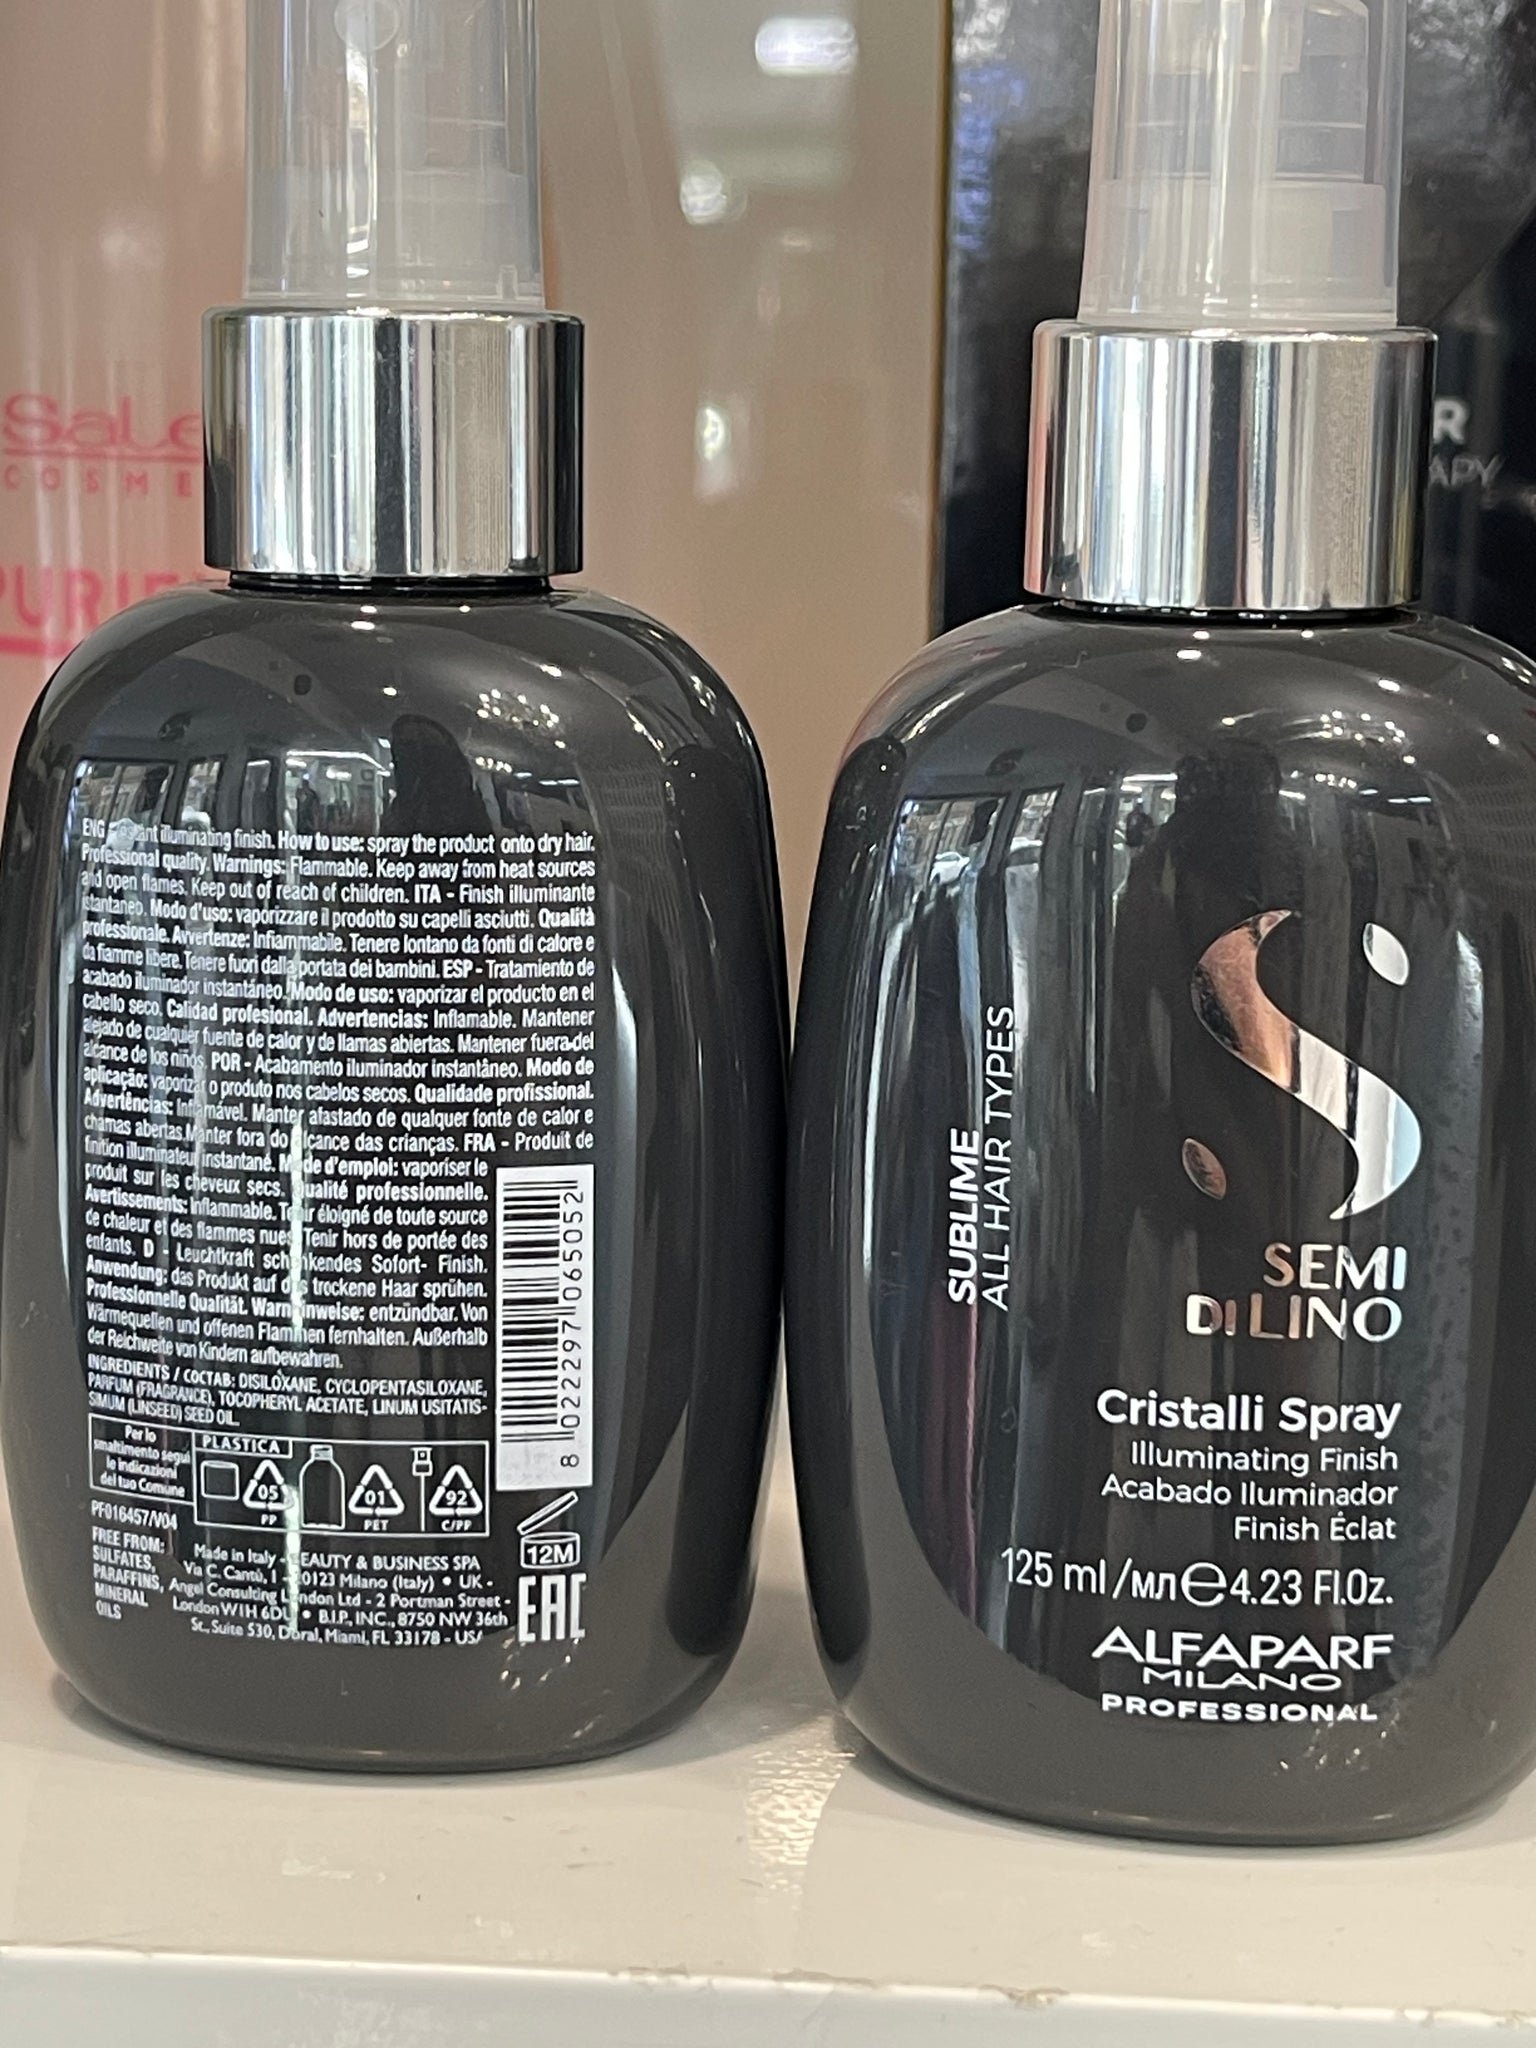 SaLe
COSME
PURI
ENG - Instant illuminating finish. How to use: spray the product onto dry hair.
Professional quality. Warnings: Flammable. Keep away from heat sources
and open flames. Keep out of reach of children. ITA - Finish illuminante
istantaneo. Modo d'uso: vaporizzare il prodotto su capelli asciutti. Qualità
professionale. Avvertenze: Infiammabile. Tenere lontano da fonti di calore e
da fiamme libere. Tenere fuori dalla portata dei bambini. ESP - Tratamiento de
acabado iluminador instantáneo. Modo de uso: vaporizar el producto en el
cabello seco. Calidad profesional. Advertencias: Inflamable. Mantener
alejado de cualquier fuente de calor y de llamas abiertas. Mantener fuera del
alcance de los niños. POR - Acabamento iluminador instantâneo. Modo de
aplicação: vaporizar o produto nos cabelos secos. Qualidade profissional.
Advertências: Inflamável. Manter afastado de qualquer fonte de calor e
chamas abertas. Manter fora do alcance das crianças. FRA - Produit de
finition illuminateur instantané. Mode d'emploi: vaporiser le
produit sur les cheveux secs. Qualité professionnelle.
Avertissements: Inflammable. Tenir éloigné de toute source
de chaleur et des flammes nues. Tenir hors de portée des
enfants. D - Leuchtkraft schenkendes Sofort- Finish.
Anwendung: das Produkt auf das trockene Haar sprühen.
Professionnelle Qualität. Warnhinweise: entzündbar. Von
Wärmequellen und offenen Flammen fernhalten. Außerhalb
der Reichweite von Kindern aufbewahren.
INGREDIENTS / СОСТАВ: DISILOXANE, CYCLOPENTASILOXANE,
PARFUM (FRAGRANCE), TOCOPHERYL ACETATE, LINUM USITATIS-
SIMUM (LINSEED) SEED OIL.
8 022297 065052
Per lo
smaltimento segui
le indicazioni
del tuo Comune
PLASTICA
05
PP
01
PET
92
C/PP
PF016457/V04
FREE FROM:
SULFATES,
PARAFFINS,
MINERAL
OILS
Made in Italy - BEAUTY & BUSINESS SPA
Via C. Cantù, 1 - 20123 Milano (Italy) • UK -
Angel Consulting London Ltd - 2 Portman Street -
London W1H 6DU • B.I.P., INC., 8750 NW 36th
St., Suite 530, Doral, Miami, FL 33178 - USA
12M
EAC
R
APY
SUBLIME
ALL HAIR TYPES
SEMI
DI LINO
Cristalli Spray
Illuminating Finish
Acabado Iluminador
Finish Éclat
125 ml/мл℮4.23 Fl.Oz.
ALFAPARF
MILANO
PROFESSIONAL